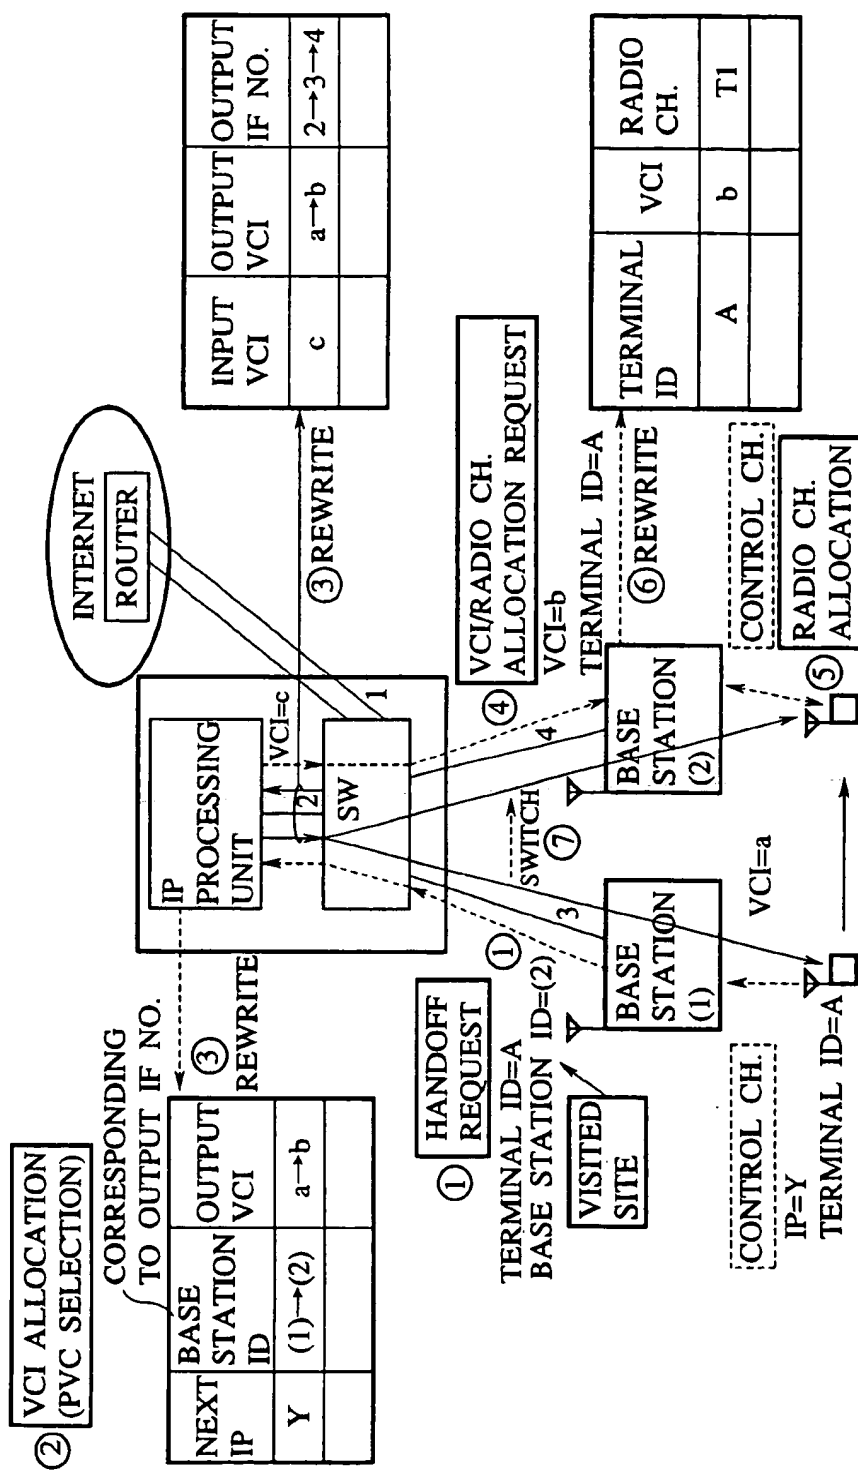 ② VCI ALLOCATION
(PVC SELECTION)
CORRESPONDING
TO OUTPUT IF NO.
NEXT
IP
BASE
STATION
ID
OUTPUT
VCI
Y
(1)→(2)
a→b
③
REWRITE
IP
PROCESSING
UNIT
VCI=c
2
SW
1
INTERNET
ROUTER
③ REWRITE
INPUT
VCI
OUTPUT
VCI
OUTPUT
IF NO.
c
a→b
2→3→4
① HANDOFF
REQUEST
TERMINAL ID=A
BASE STATION ID=(2)
VISITED
SITE
①
3
SWITCH
⑦
4
④ VCI/RADIO CH.
ALLOCATION REQUEST
VCI=b
TERMINAL ID=A
⑥ REWRITE
TERMINAL
ID
VCI
RADIO
CH.
A
b
T1
BASE
STATION
(1)
BASE
STATION
(2)
CONTROL CH.
IP=Y
TERMINAL ID=A
VCI=a
CONTROL CH.
⑤ RADIO CH.
ALLOCATION